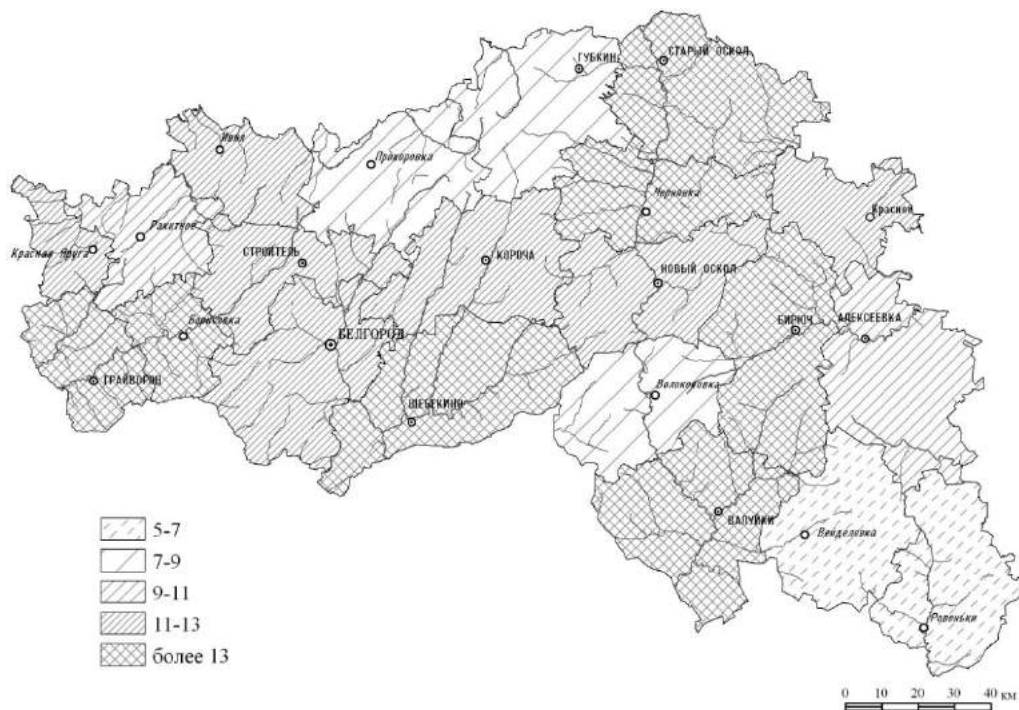 СТАРЫЙ ОСКОЛ
ГУБКИН
Ивня
Прохоровка
Чернянка
Красное
Ракитное
Красная Яруга
СТРОИТЕЛЬ
КОРОЧА
НОВЫЙ ОСКОЛ
БИРЮЧ
АЛЕКСЕЕВКА
Борисовка
БЕЛГОРОД
ГРАЙВОРОН
Волоконовка
ШЕБЕКИНО
ВАЛУЙКИ
Вейделевка
Ровеньки
5-7
7-9
9-11
11-13
более 13
0 10 20 30 40 км